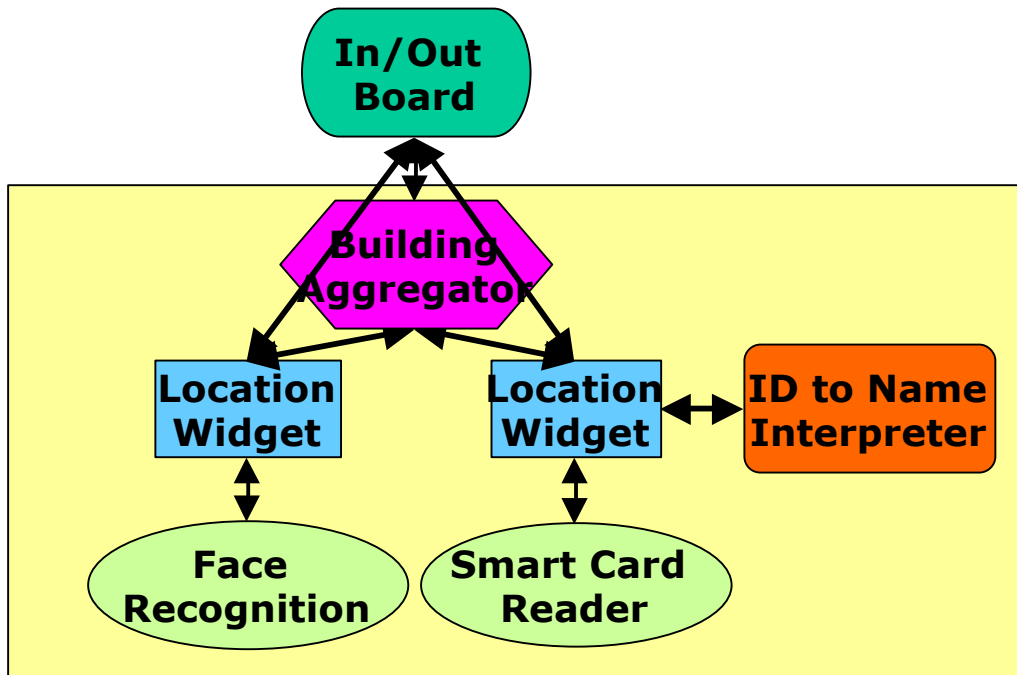 In/Out
Board
Building
Aggregator
Location
Widget
Location
Widget
ID to Name
Interpreter
Face
Recognition
Smart Card
Reader